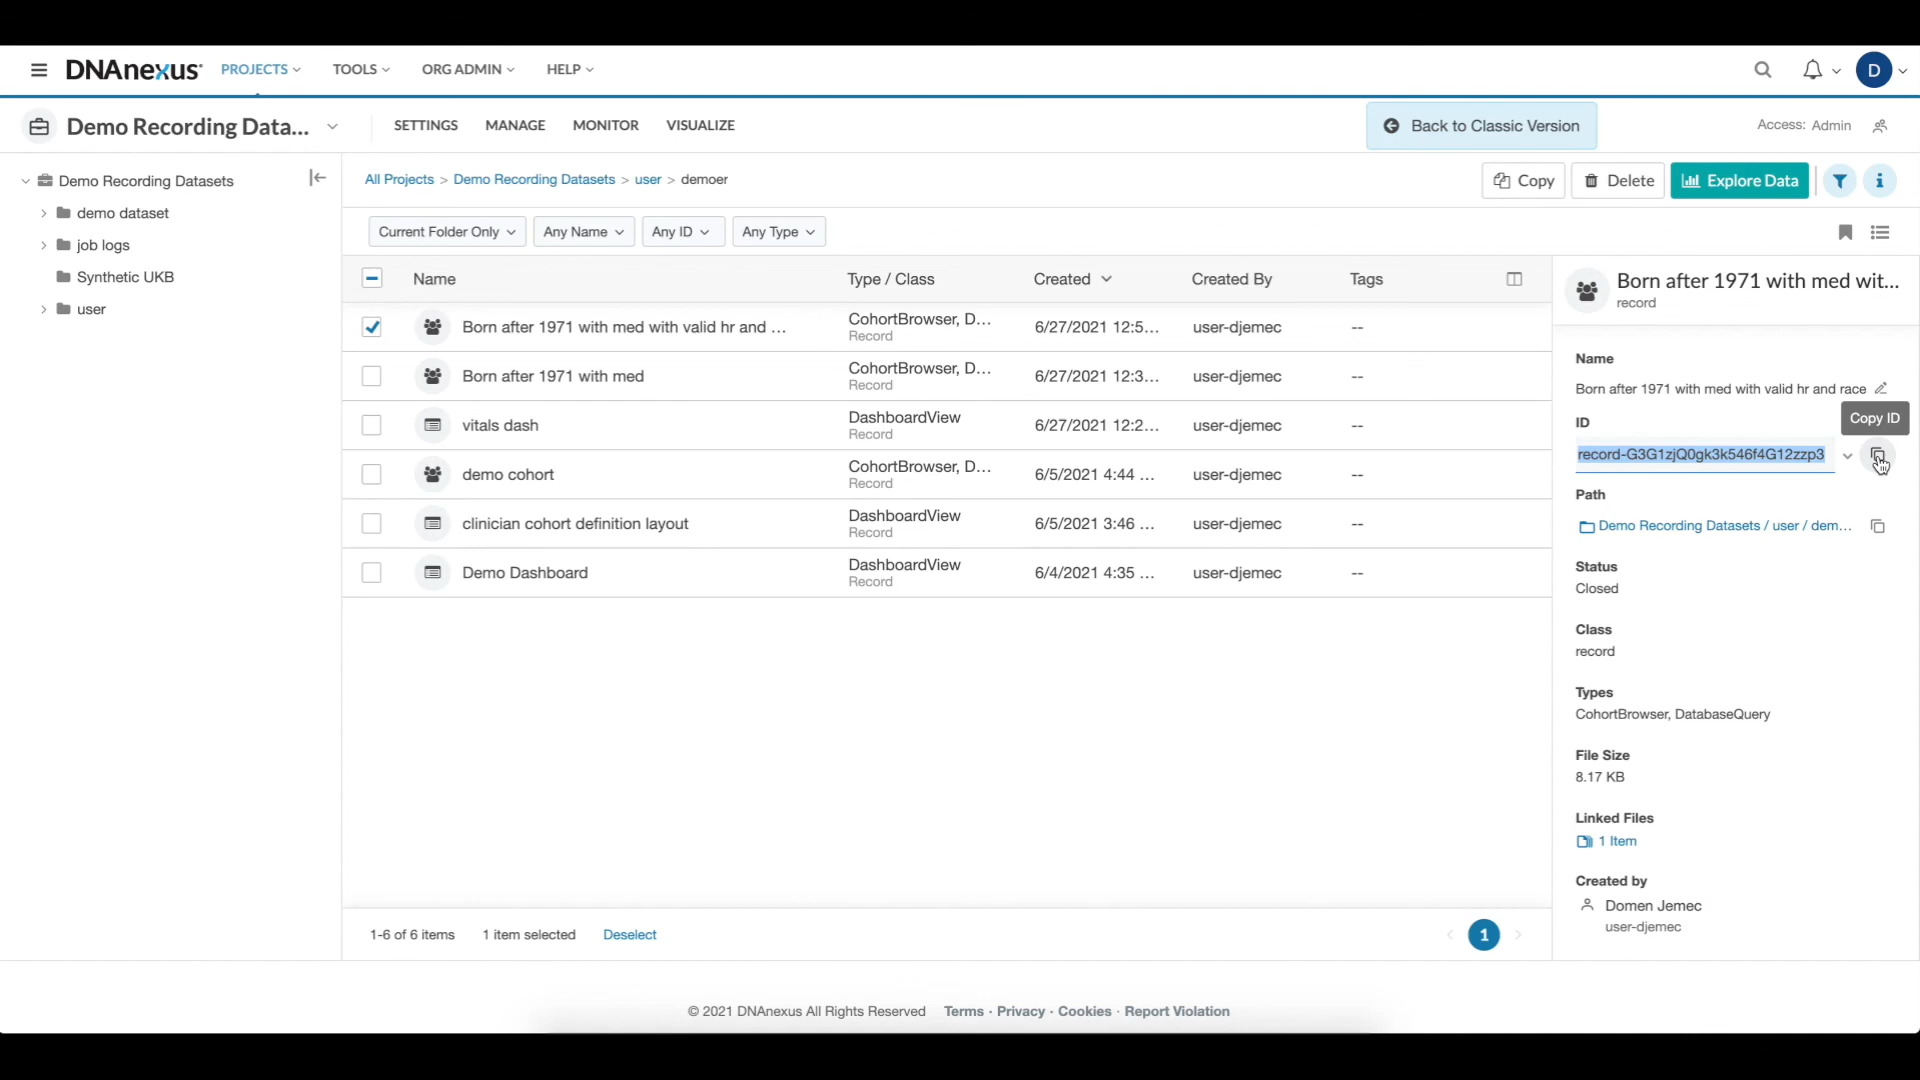 DNAnexus PROJECTS TOOLS ORG ADMIN HELP D
Demo Recording Data... SETTINGS MANAGE MONITOR VISUALIZE Back to Classic Version Access: Admin
Demo Recording Datasets
demo dataset
job logs
Synthetic UKB
user
All Projects > Demo Recording Datasets > user > demoer Copy Delete Explore Data
Current Folder Only Any Name Any ID Any Type
Name Type / Class Created Created By Tags
Born after 1971 with med with valid hr and ... CohortBrowser, D... 6/27/2021 12:5... user-djemec --
Record
Born after 1971 with med CohortBrowser, D... 6/27/2021 12:3... user-djemec --
Record
vitals dash DashboardView 6/27/2021 12:2... user-djemec --
Record
demo cohort CohortBrowser, D... 6/5/2021 4:44 ... user-djemec --
Record
clinician cohort definition layout DashboardView 6/5/2021 3:46 ... user-djemec --
Record
Demo Dashboard DashboardView 6/4/2021 4:35 ... user-djemec --
Record
1-6 of 6 items 1 item selected Deselect 1
Born after 1971 with med wit...
record
Name
Born after 1971 with med with valid hr and race
Copy ID
ID
record-G3G1zjQ0gk3k546f4G12zzp3
Path
Demo Recording Datasets / user / dem...
Status
Closed
Class
record
Types
CohortBrowser, DatabaseQuery
File Size
8.17 KB
Linked Files
1 Item
Created by
Domen Jemec
user-djemec
© 2021 DNAnexus All Rights Reserved Terms · Privacy · Cookies · Report Violation